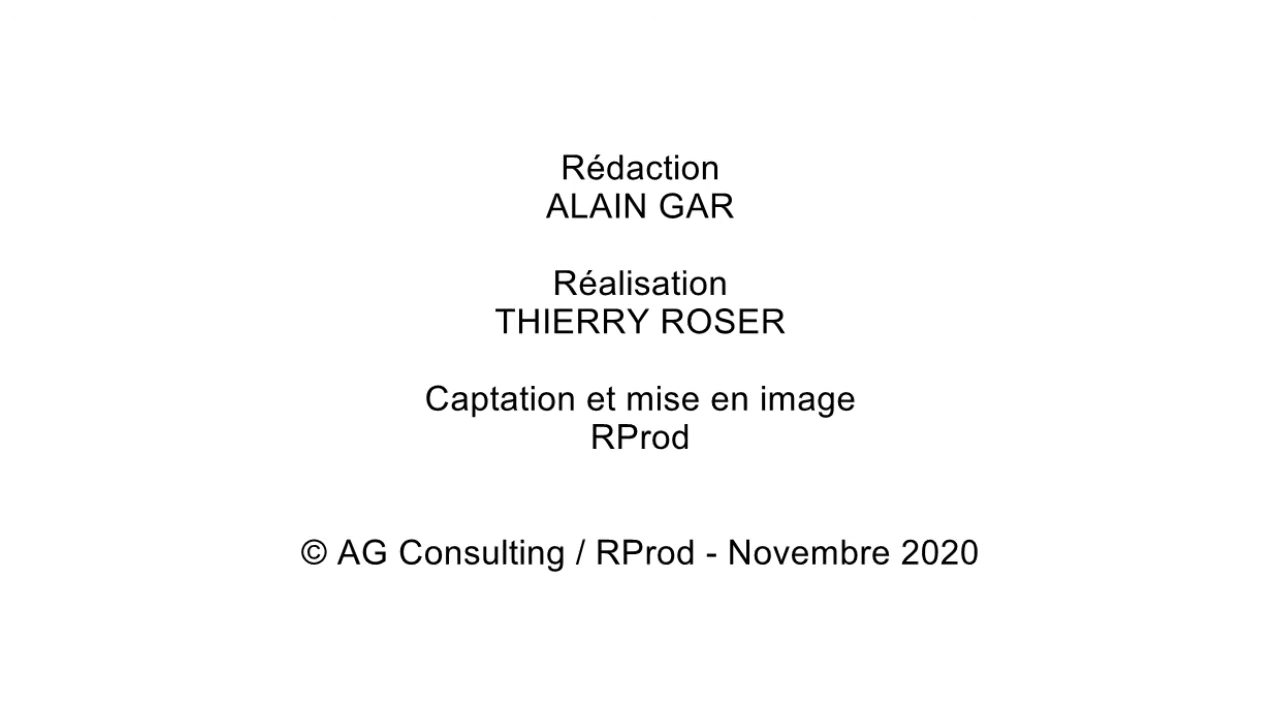 Rédaction
ALAIN GAR
Réalisation
THIERRY ROSER
Captation et mise en image
RProd
© AG Consulting / RProd - Novembre 2020